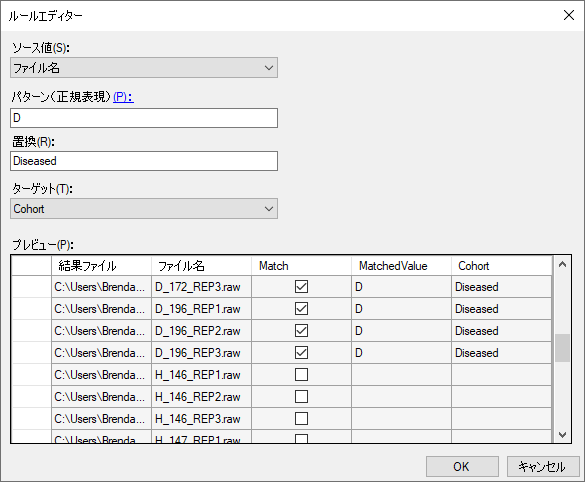 ルールエディター
ソース値(S):
ファイル名
パターン(正規表現) (P):
D
置換(R):
Diseased
ターゲット(T):
Cohort
プレビュー(P):
結果ファイル ファイル名 Match MatchedValue Cohort
C:\Users\Brenda... D_172_REP3.raw D Diseased
C:\Users\Brenda... D_196_REP1.raw D Diseased
C:\Users\Brenda... D_196_REP2.raw D Diseased
C:\Users\Brenda... D_196_REP3.raw D Diseased
C:\Users\Brenda... H_146_REP1.raw
C:\Users\Brenda... H_146_REP2.raw
C:\Users\Brenda... H_146_REP3.raw
C:\Users\Brenda... H_147_REP1.raw
OK キャンセル